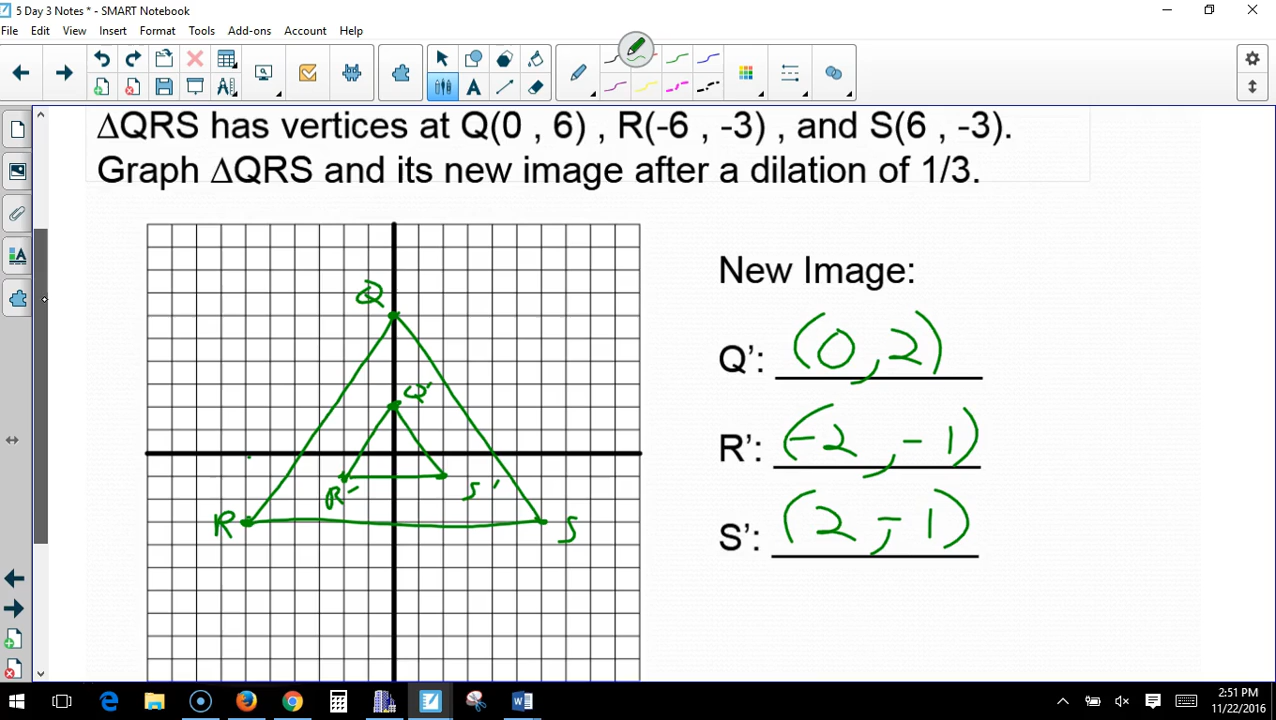 5 Day 3 Notes * - SMART Notebook
File Edit View Insert Format Tools Add-ons Account Help
∆QRS has vertices at Q(0 , 6) , R(-6 , -3) , and S(6 , -3).
Graph ∆QRS and its new image after a dilation of 1/3.
New Image:
Q
Q': (0,2)
Q'
R': (-2,-1)
R'
S'
R
S
S': (2,-1)
2:51 PM
11/22/2016